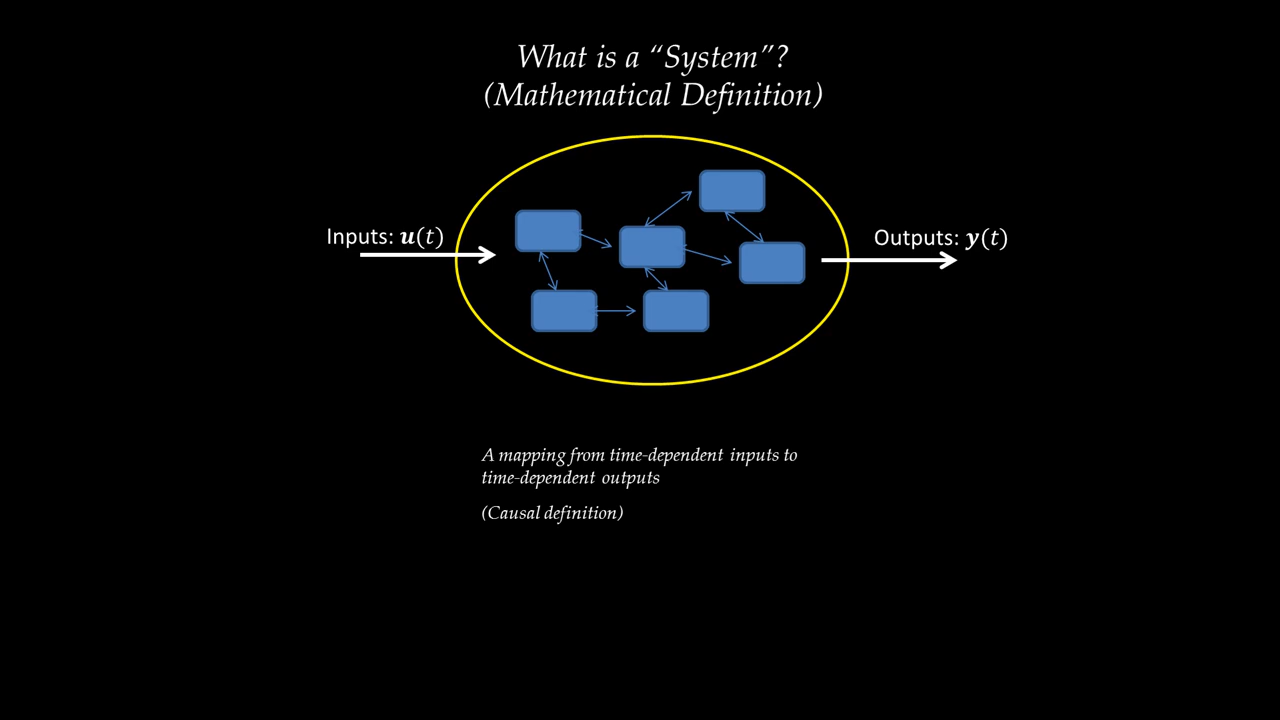 What is a “System”?
(Mathematical Definition)
Inputs: u(t)
Outputs: y(t)
A mapping from time-dependent inputs to
time-dependent outputs
(Causal definition)